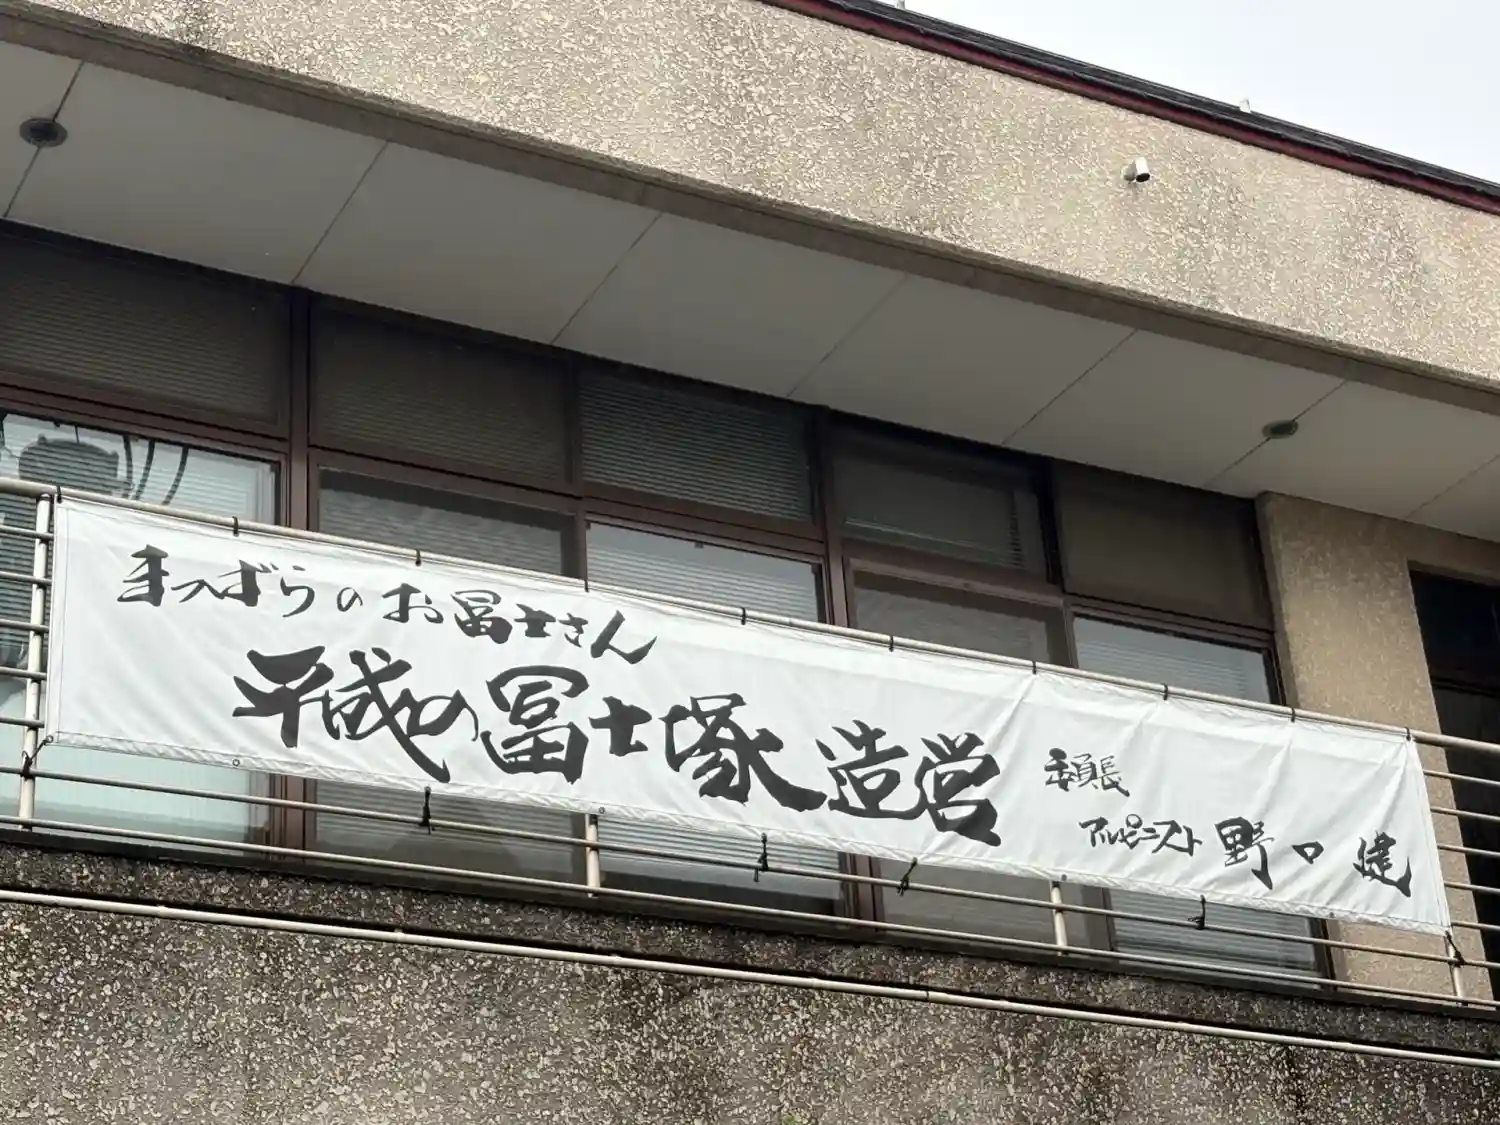 まつばらのお冨士さん
平成の冨士塚造営
委員長
アルピニスト 野口 健